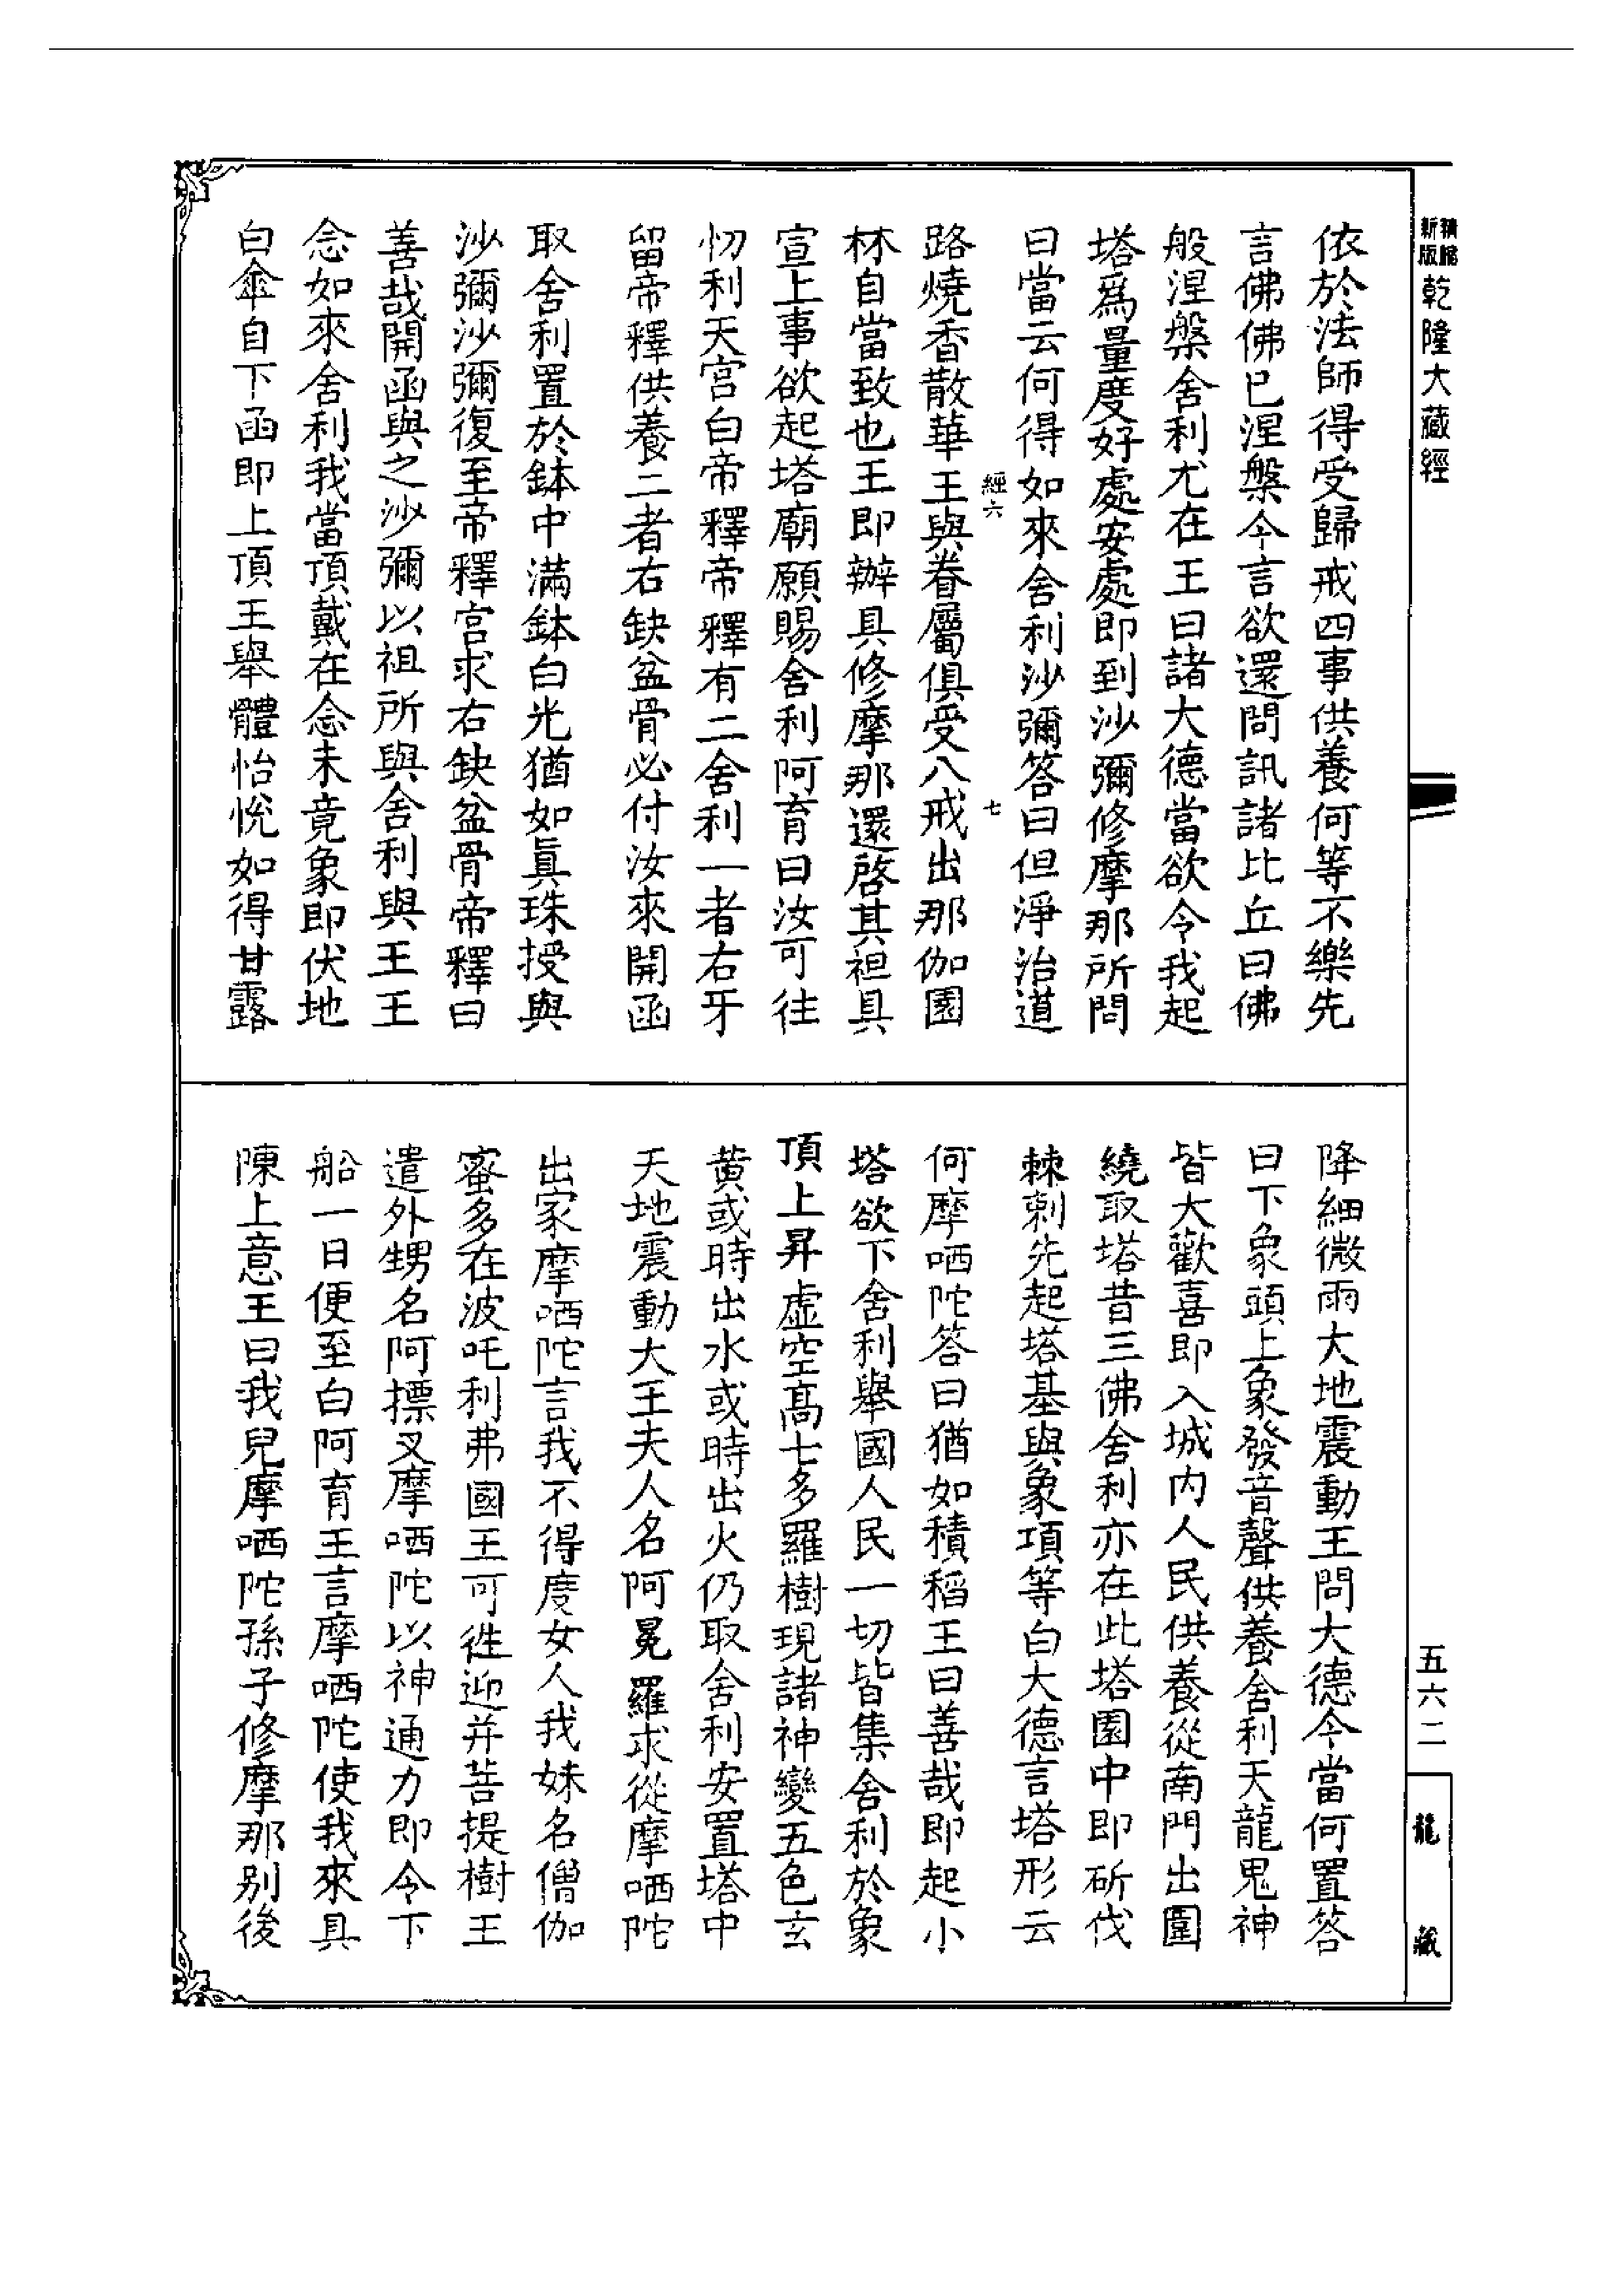 新版
精縮
乾隆大藏經
依於法師得受歸戒四事供養何等不樂先
言佛佛已涅槃今言欲還問訊諸比丘曰佛
般涅槃舍利尤在王曰諸大德當欲令我起
塔爲量度好處安處即到沙彌修摩那所問
曰當云何得如來舍利沙彌答曰但淨治道
經六 七
路燒香散華王與眷屬俱受八戒出那伽園
林自當致也王即辦具修摩那還啓其袓具
宣上事欲起塔廟願賜舍利阿育曰汝可往
忉利天宮白帝釋帝釋有二舍利一者右牙
留帝釋供養二者右缺盆骨必付汝來開函
取舍利置於鉢中滿鉢白光猶如眞珠授與
沙彌沙彌復至帝釋宮求右缺盆骨帝釋曰
善哉開函與之沙彌以祖所與舍利與王王
念如來舍利我當頂戴在念未竟象即伏地
白傘自下函即上頂王舉體怡悅如得甘露
降細微雨大地震動王問大德今當何置答
曰下象頭上象發音聲供養舍利天龍鬼神
皆大歡喜即入城內人民供養從南門出圍
繞取塔昔三佛舍利亦在此塔園中即斫伐
棘刺先起塔基與象項等白大德言塔形云
何摩哂陀答曰猶如積稻王曰善哉即起小
塔欲下舍利舉國人民一切皆集舍利於象
頂上昇虛空高七多羅樹現諸神變五色玄
黃或時出水或時出火仍取舍利安置塔中
天地震動大王夫人名阿㝹羅求從摩哂陀
出家摩哂陀言我不得度女人我妹名僧伽
蜜多在波吒利弗國王可徃迎并菩提樹王
遣外甥名阿摽叉摩哂陀以神通力即令下
船一日便至白阿育王言摩哂陀使我來具
陳上意王曰我兒摩哂陀孫子修摩那別後
五六二
龍藏